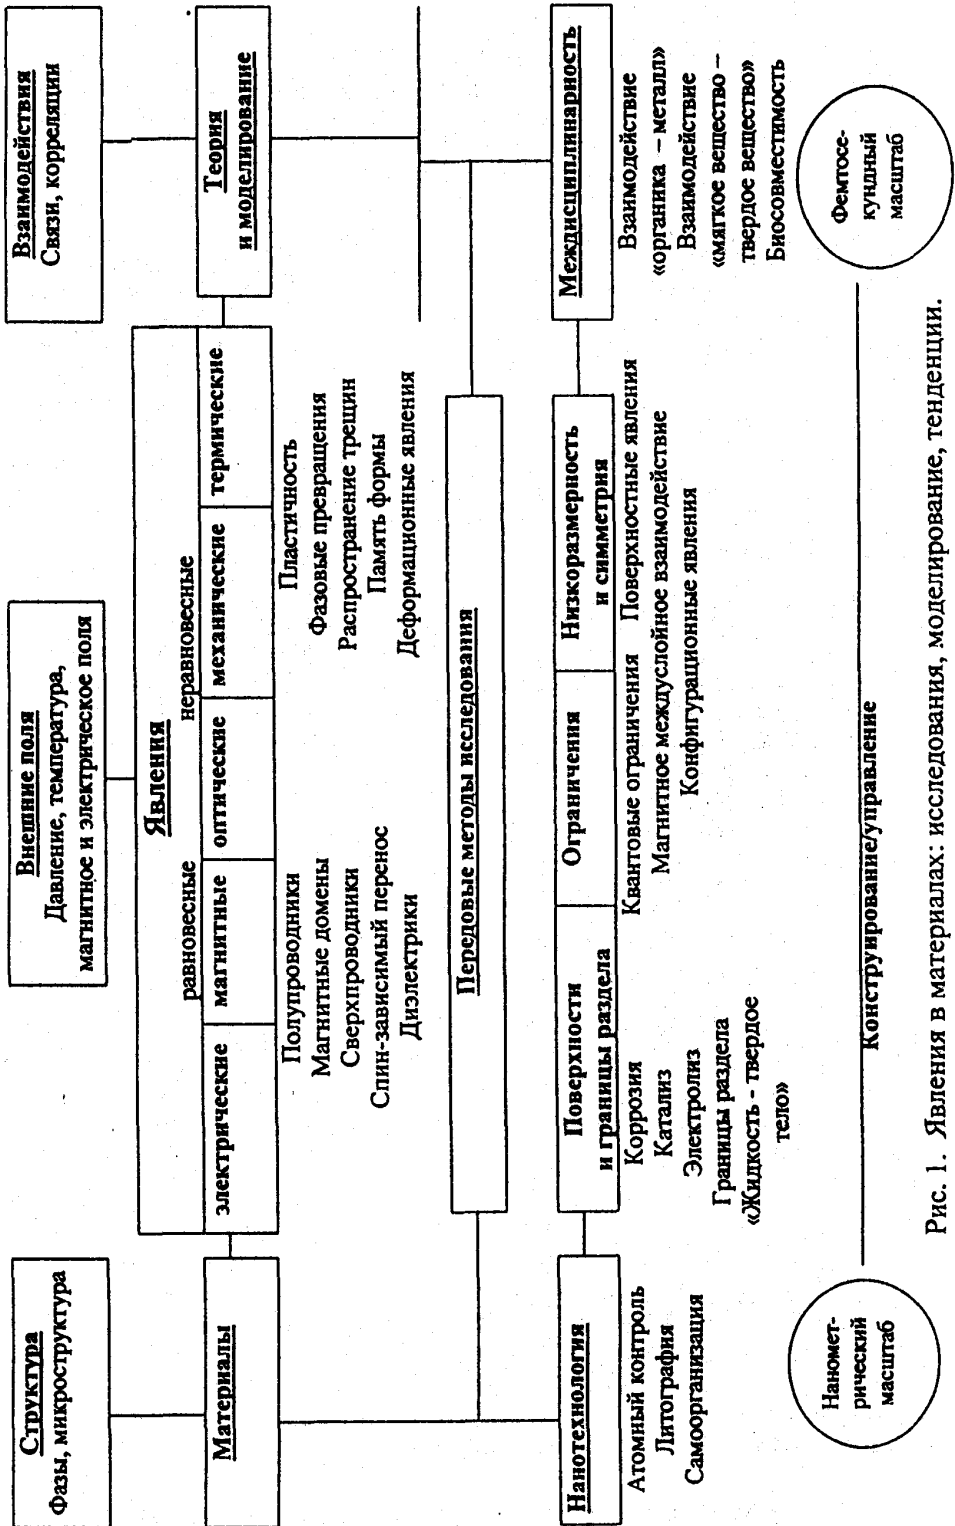 Структура
Фазы, микроструктура
Внешние поля
Давление, температура,
магнитное и электрическое поля
Взаимодействия
Связи, корреляции
Материалы
равновесные
Явления
неравновесные
электрические
магнитные
оптические
механические
термические
Теория
и моделирование
Полупроводники
Магнитные домены
Сверхпроводники
Спин-зависимый перенос
Диэлектрики
Пластичность
Фазовые превращения
Распространение трещин
Память формы
Деформационные явления
Передовые методы исследования
Нанотехнология
Атомный контроль
Литография
Самоорганизация
Поверхности
и границы раздела
Коррозия
Катализ
Электролиз
Границы раздела
«Жидкость - твердое
тело»
Ограничения
Низкоразмерность
и симметрия
Квантовые ограничения
Поверхностные явления
Магнитное междуслойное взаимодействие
Конфигурационные явления
Междисциплинарность
Взаимодействие
«органика – металл»
Взаимодействие
«мягкое вещество –
твердое вещество»
Биосовместимость
Наномет-
рический
масштаб
Конструирование/управление
Фемтосе-
кундный
масштаб
Рис. 1. Явления в материалах: исследования, моделирование, тенденции.